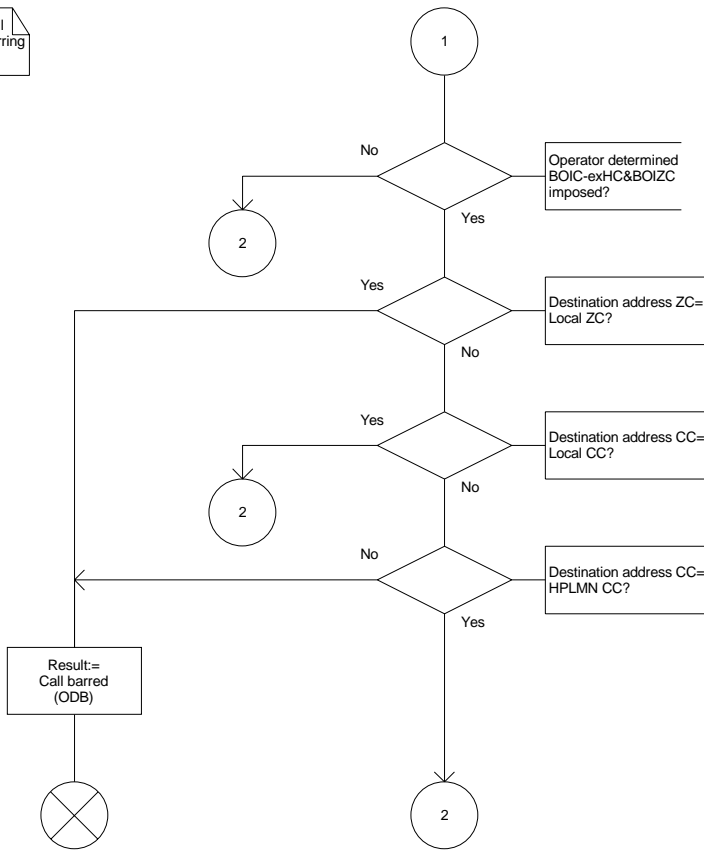 1
No
Operator determined
BOIC-exHC&BOIZC
imposed?
2
Yes
Yes
Destination address ZC=
Local ZC?
No
Yes
Destination address CC=
Local CC?
2
No
No
Destination address CC=
HPLMN CC?
Yes
Result:=
Call barred
(ODB)
2